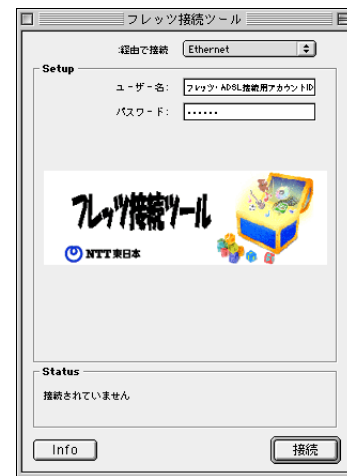 フレッツ接続ツール
:経由で接続 Ethernet
Setup
ユーザー名: フレッツ・ADSL接続用アカウントID
パスワード: ••••••
フレッツ接続ツール
NTT東日本
Status
接続されていません
Info 接続